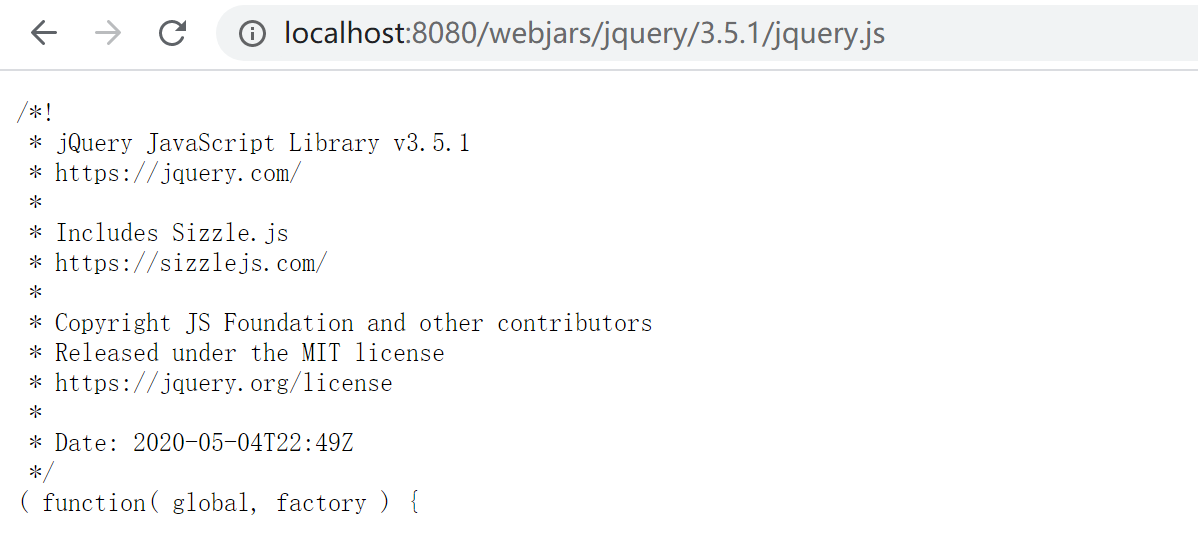 localhost:8080/webjars/jquery/3.5.1/jquery.js
/*!
 * jQuery JavaScript Library v3.5.1
 * https://jquery.com/
 *
 * Includes Sizzle.js
 * https://sizzlejs.com/
 *
 * Copyright JS Foundation and other contributors
 * Released under the MIT license
 * https://jquery.org/license
 *
 * Date: 2020-05-04T22:49Z
 */
( function( global, factory ) {